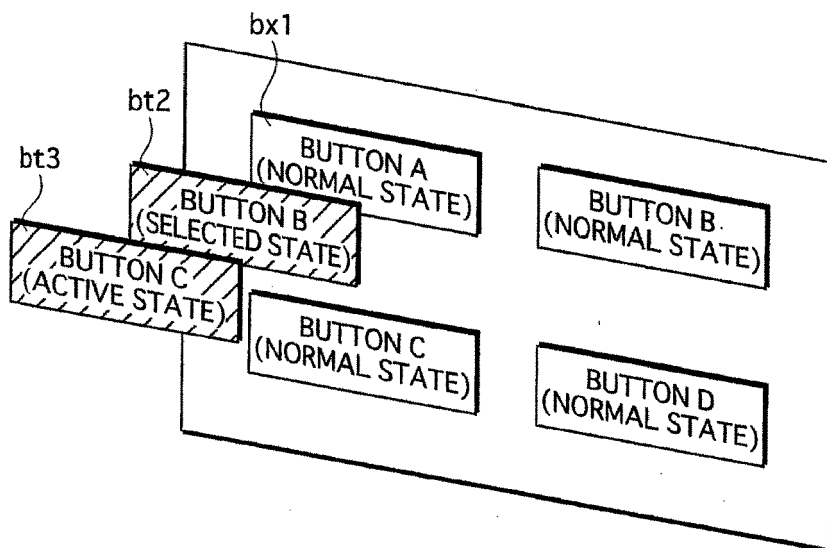 bx1
bt2
bt3
BUTTON A
(NORMAL STATE)
BUTTON B
(SELECTED STATE)
BUTTON B
(NORMAL STATE)
BUTTON C
(ACTIVE STATE)
BUTTON C
(NORMAL STATE)
BUTTON D
(NORMAL STATE)